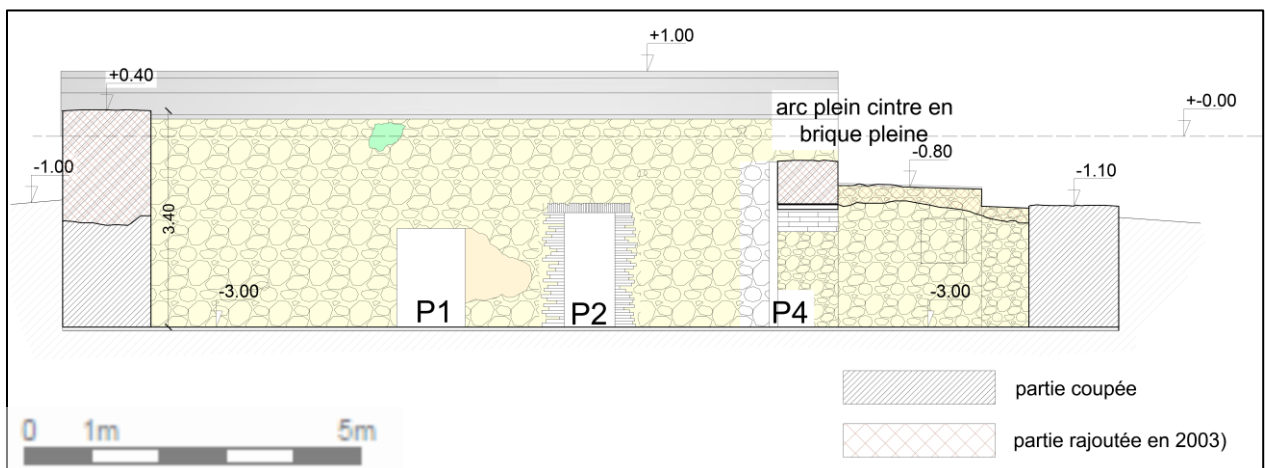 +1.00
+0.40
arc plein cintre en
brique pleine
+-0.00
-0.80
-1.00
-1.10
3.40
-3.00
-3.00
P1
P2
P4
partie coupée
0 1m 5m
partie rajoutée en 2003)